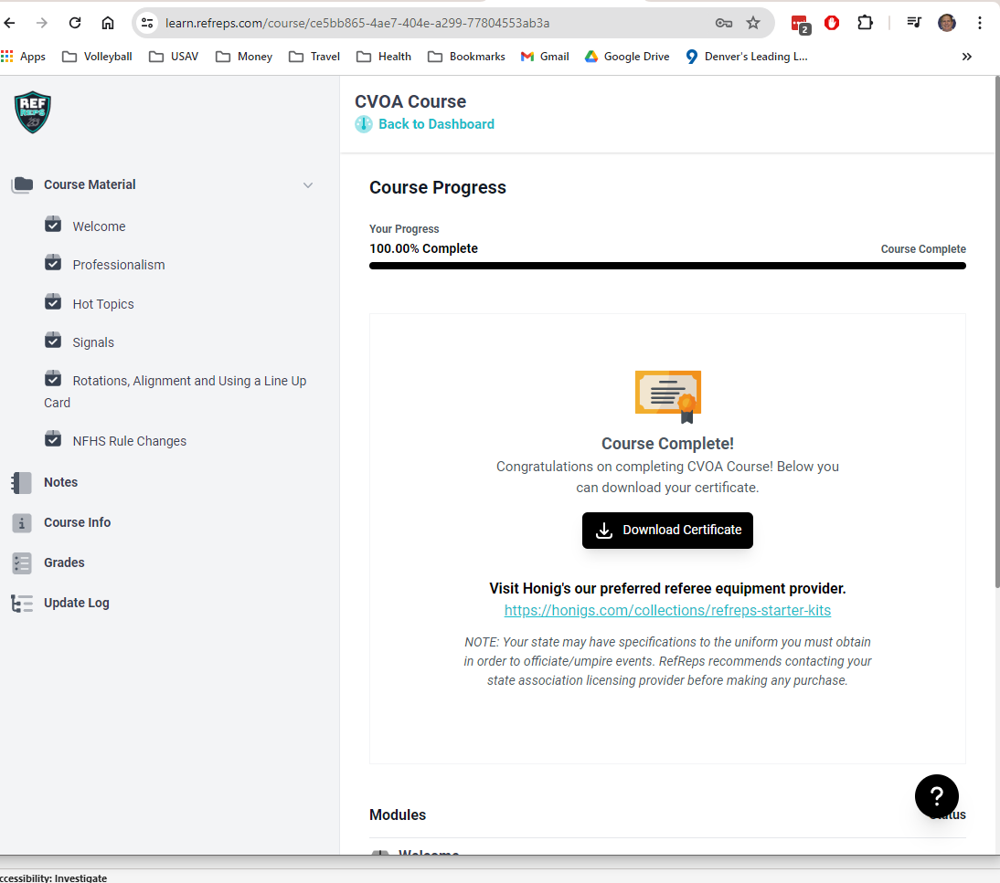 learn.refreps.com/course/ce5bb865-4ae7-404e-a299-77804553ab3a
2
Apps Volleyball USAV Money Travel Health Bookmarks Gmail Google Drive Denver's Leading L...
REF
REPS
CVOA Course
Back to Dashboard
Course Material
Welcome
Professionalism
Hot Topics
Signals
Rotations, Alignment and Using a Line Up
Card
NFHS Rule Changes
Notes
Course Info
Grades
Update Log
Course Progress
Your Progress
100.00% Complete Course Complete
Course Complete!
Congratulations on completing CVOA Course! Below you
can download your certificate.
Download Certificate
Visit Honig's our preferred referee equipment provider.
https://honigs.com/collections/refreps-starter-kits
NOTE: Your state may have specifications to the uniform you must obtain
in order to officiate/umpire events. RefReps recommends contacting your
state association licensing provider before making any purchase.
?
Modules Status
Welcome
ccessibility: Investigate